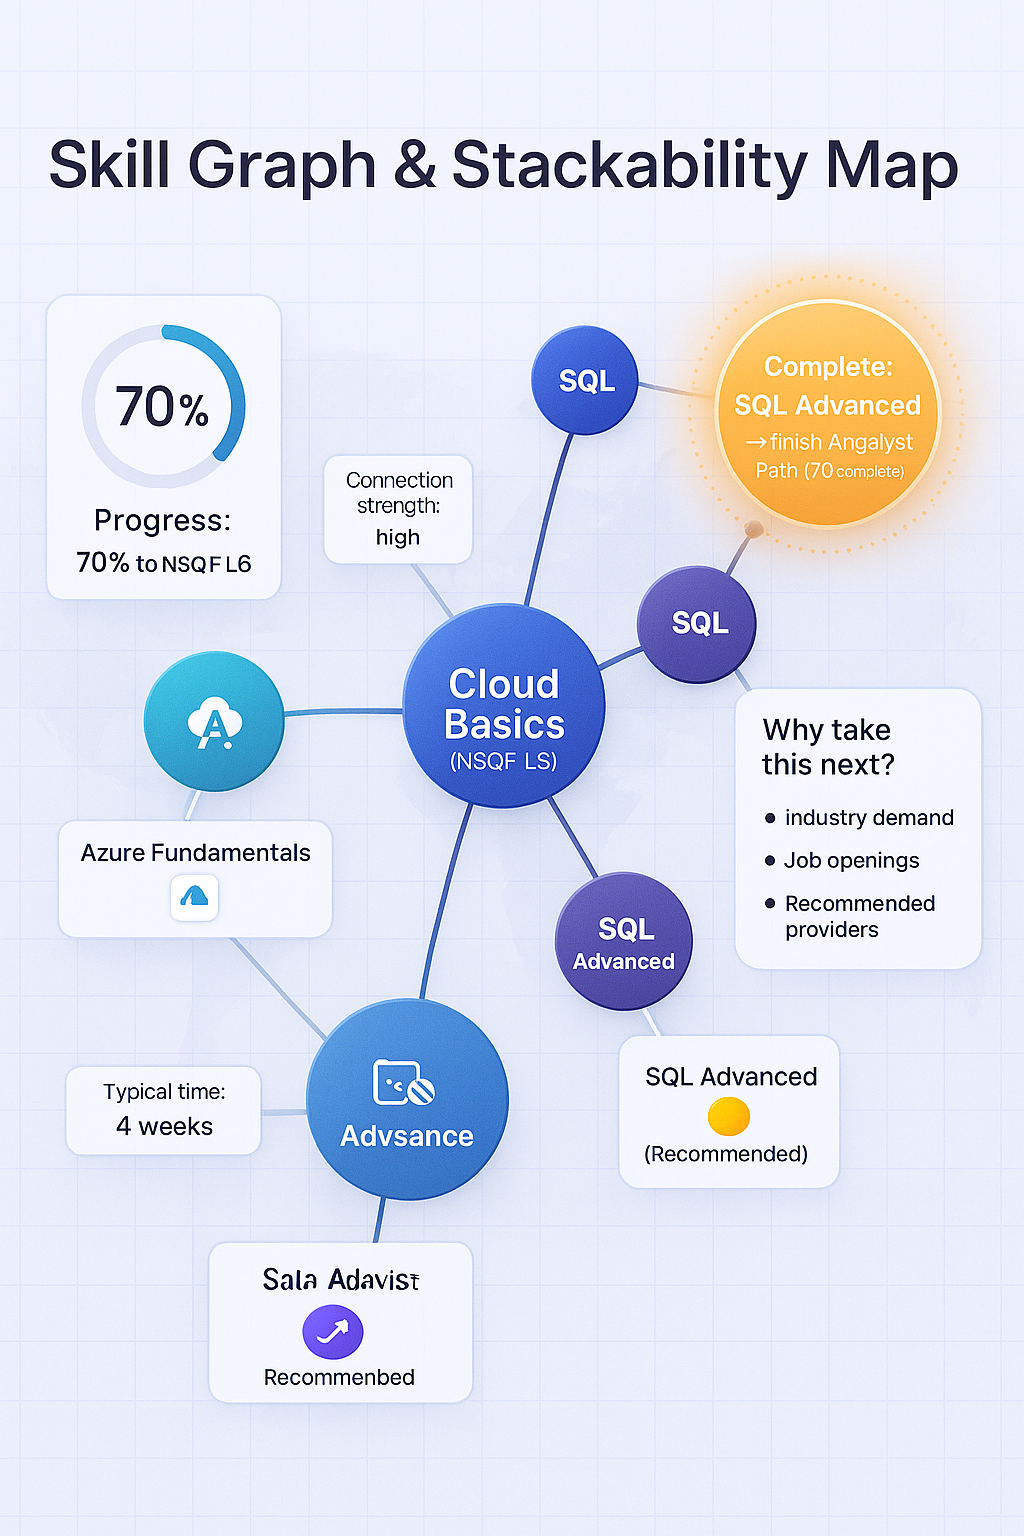 Skill Graph & Stackability Map
70%
Progress:
70% to NSQF L6
SQL
Complete:
SQL Advanced
→ finish Angalyst
Path (70 complete)
Connection
strength:
high
SQL
Cloud
Basics
(NSQF LS)
A
Why take
this next?
• industry demand
• Job openings
• Recommended
providers
Azure Fundamentals
SQL
Advanced
SQL Advanced
(Recommended)
Typical time:
4 weeks
Advsance
Sala Adavist
Recommenbed